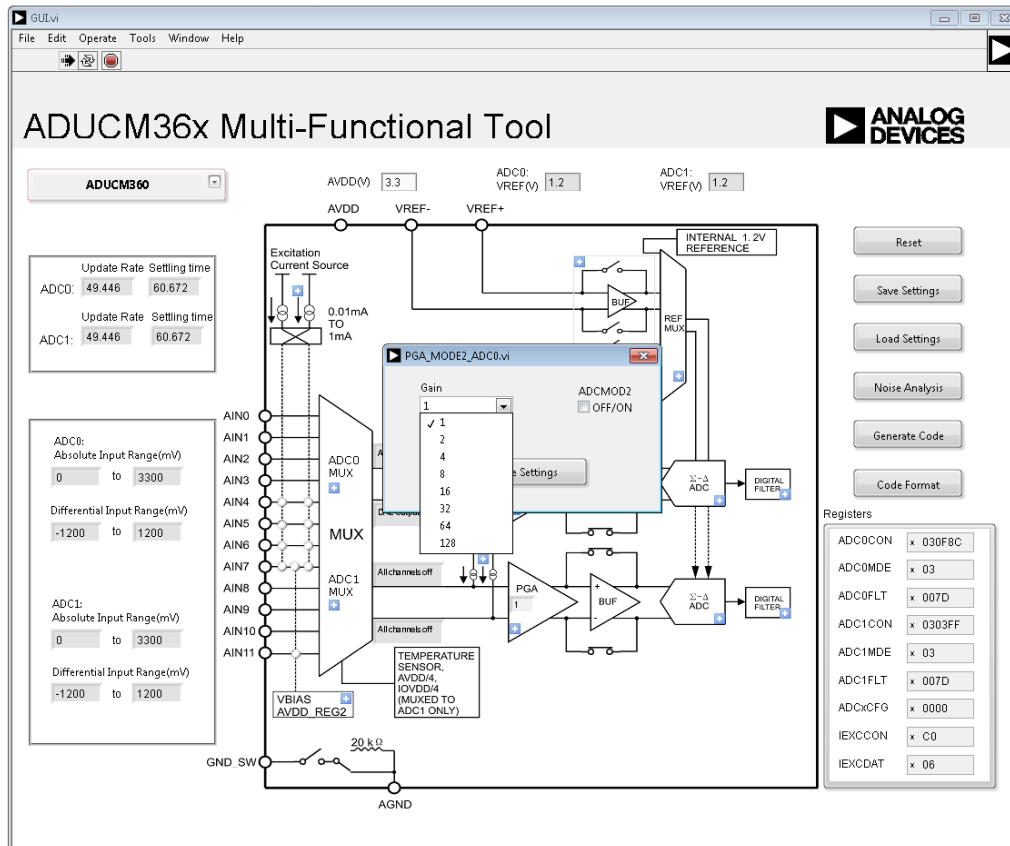 GUI.vi
File Edit Operate Tools Window Help
ADUCM36x Multi-Functional Tool
ANALOG
DEVICES
ADUCM360
AVDD(V) 3.3
ADC0:
VREF(V) 1.2
ADC1:
VREF(V) 1.2
AVDD VREF- VREF+
Update Rate Settling time
ADC0: 49.446 60.672
Update Rate Settling time
ADC1: 49.446 60.672
Excitation
Current Source
0.01mA
TO
1mA
INTERNAL 1.2V
REFERENCE
BUF
REF
MUX
Reset
Save Settings
Load Settings
Noise Analysis
Generate Code
Code Format
PGA_MODE2_ADC0.vi
Gain
1
✓ 1
2
4
8
16
32
64
128
ADCMOD2
OFF/ON
Settings
ADC0:
Absolute Input Range(mV)
0 to 3300
Differential Input Range(mV)
-1200 to 1200
ADC1:
Absolute Input Range(mV)
0 to 3300
Differential Input Range(mV)
-1200 to 1200
AIN0
AIN1
AIN2
AIN3
AIN4
AIN5
AIN6
AIN7
AIN8
AIN9
AIN10
AIN11
ADC0
MUX
MUX
ADC1
MUX
All channels off
All channels off
Σ-Δ
ADC
DIGITAL
FILTER
PGA
1
+
BUF
-
Σ-Δ
ADC
DIGITAL
FILTER
TEMPERATURE
SENSOR,
AVDD/4,
IOVDD/4
(MUXED TO
ADC1 ONLY)
VBIAS
AVDD_REG2
20 k Ω
GND_SW
AGND
Registers
ADC0CON x 030F8C
ADC0MDE x 03
ADC0FLT x 007D
ADC1CON x 0303FF
ADC1MDE x 03
ADC1FLT x 007D
ADCxCFG x 0000
IEXCCON x C0
IEXCDAT x 06